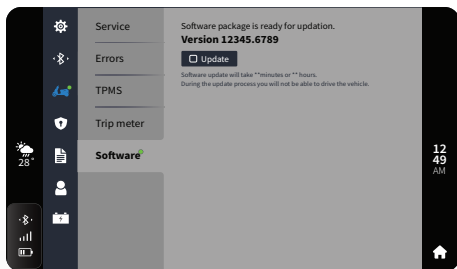 Service
Errors
TPMS
Trip meter
Software
Software package is ready for updation.
Version 12345.6789
Update
Software update will take **minutes or ** hours.
During the update process you will not be able to drive the vehicle.
28°
12
49
AM